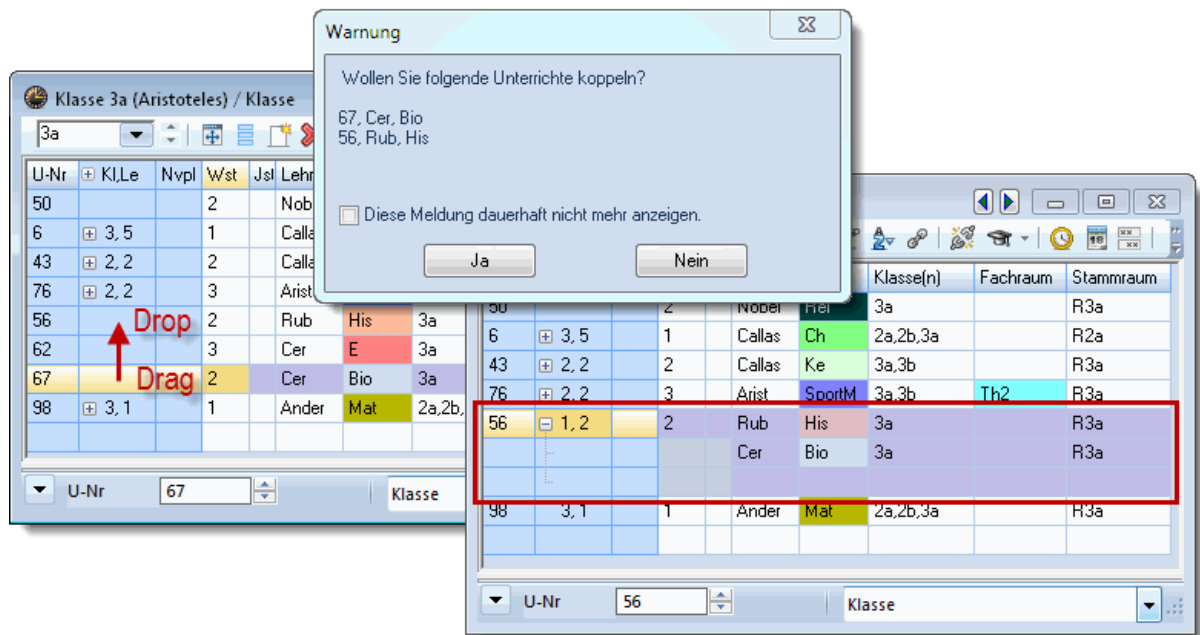 Warnung
Wollen Sie folgende Unterrichte koppeln?
67, Cer, Bio
56, Rub, His
Diese Meldung dauerhaft nicht mehr anzeigen.
Ja Nein
Klasse 3a (Aristoteles) / Klasse
3a
U-Nr Kl,Le Nvpl Wst
50 2
6 3, 5 1
43 2, 2 2
76 2, 2 3
56 2 Rub His 3a
62 3 Cer E 3a
67 2 Cer Bio 3a
98 3, 1 1 Ander Mat 2a,2b,
Drop
Drag
U-Nr 67 Klasse
Klasse(n) Fachraum Stammraum
50 2 Nobel Rel 3a R3a
6 3, 5 1 Callas Ch 2a,2b,3a R2a
43 2, 2 2 Callas Ke 3a,3b R3a
76 2, 2 3 Arist SportM 3a,3b Th2 R3a
56 1, 2 2 Rub His 3a R3a
Cer Bio 3a R3a
98 3, 1 1 Ander Mat 2a,2b,3a R3a
U-Nr 56 Klasse